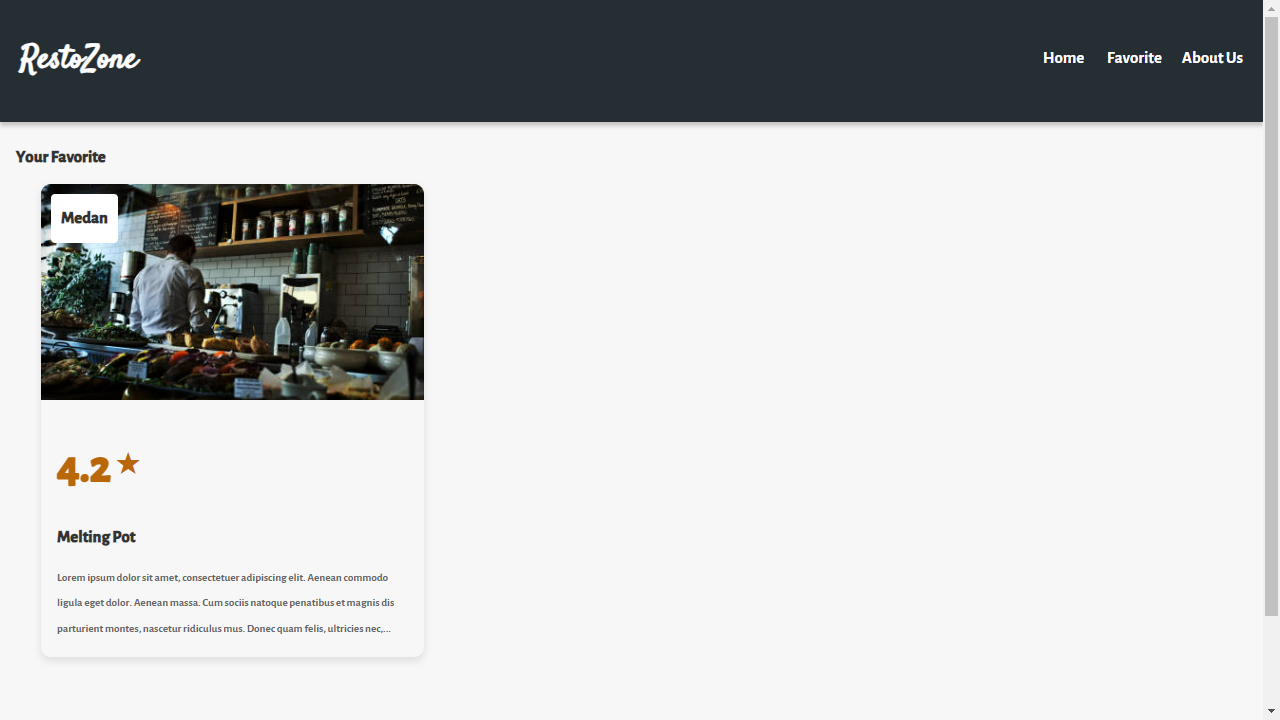 RestoZone
Home Favorite About Us
Your Favorite
Medan
4.2 ★
Melting Pot
Lorem ipsum dolor sit amet, consectetuer adipiscing elit. Aenean commodo
ligula eget dolor. Aenean massa. Cum sociis natoque penatibus et magnis dis
parturient montes, nascetur ridiculus mus. Donec quam felis, ultricies nec,...